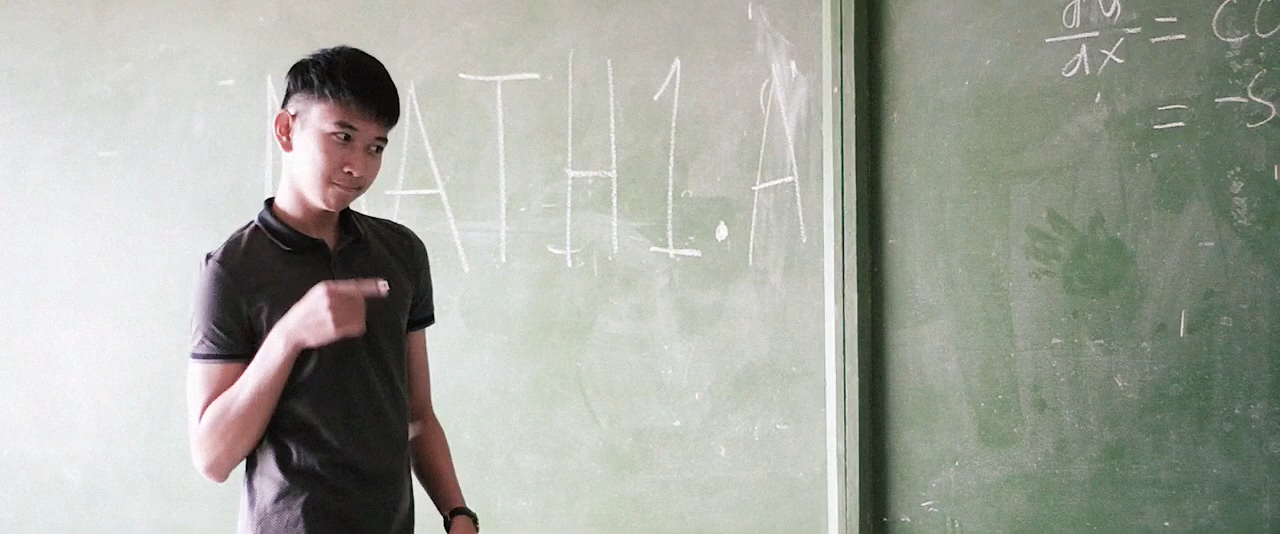 MATH1.A
dy/dx =
= -S